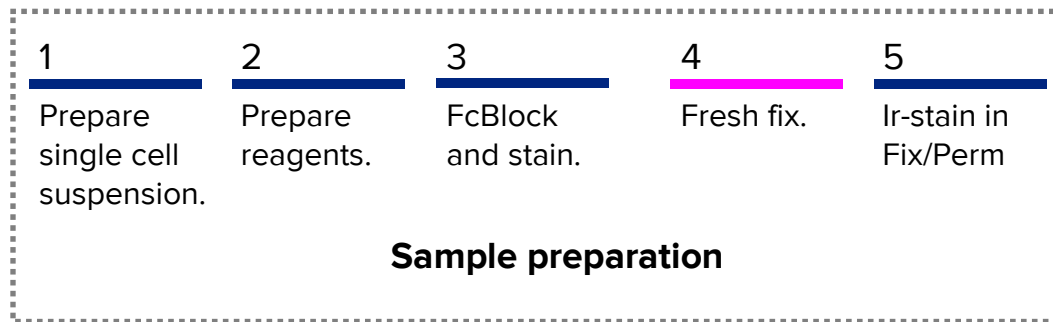 1
Prepare
single cell
suspension.
2
Prepare
reagents.
3
FcBlock
and stain.
4
Fresh fix.
5
Ir-stain in
Fix/Perm
Sample preparation